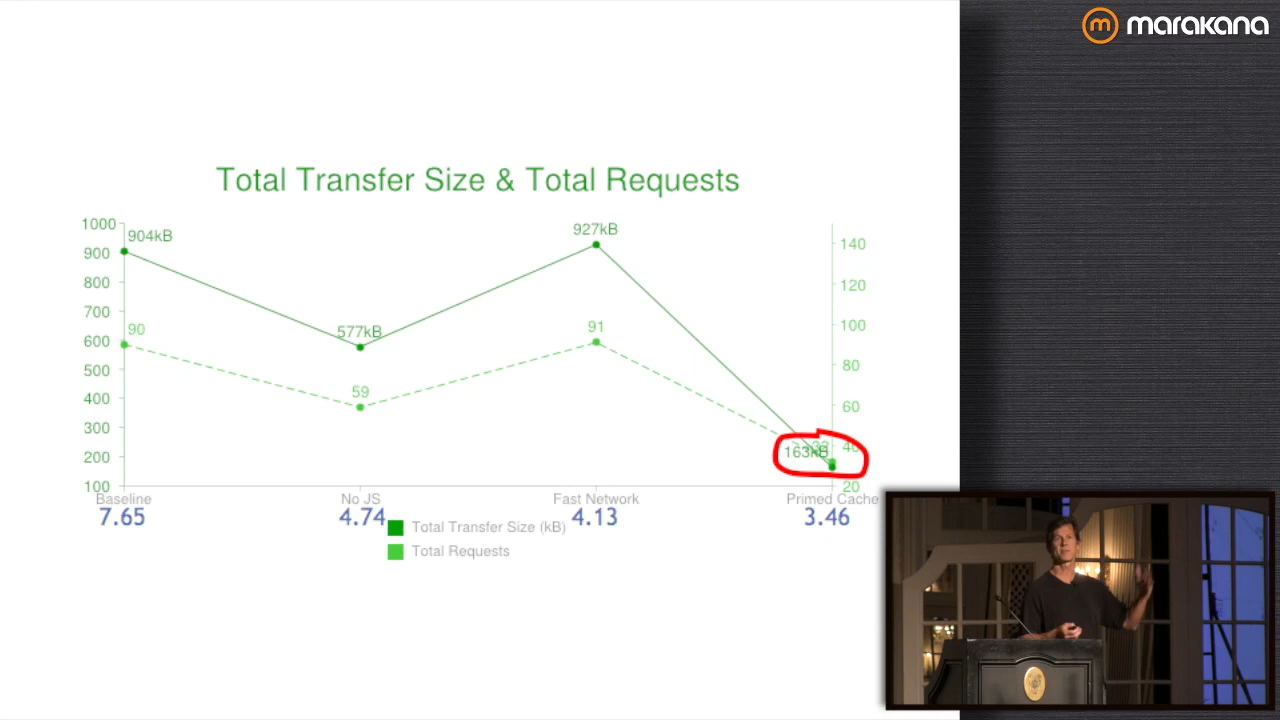 marakana
Total Transfer Size & Total Requests
1000
900
800
700
600
500
400
300
200
100
904kB
577kB
927kB
163kB
90
59
91
140
120
100
80
60
40
20
Baseline
No JS
Fast Network
Primed Cache
7.65
4.74
4.13
3.46
Total Transfer Size (kB)
Total Requests